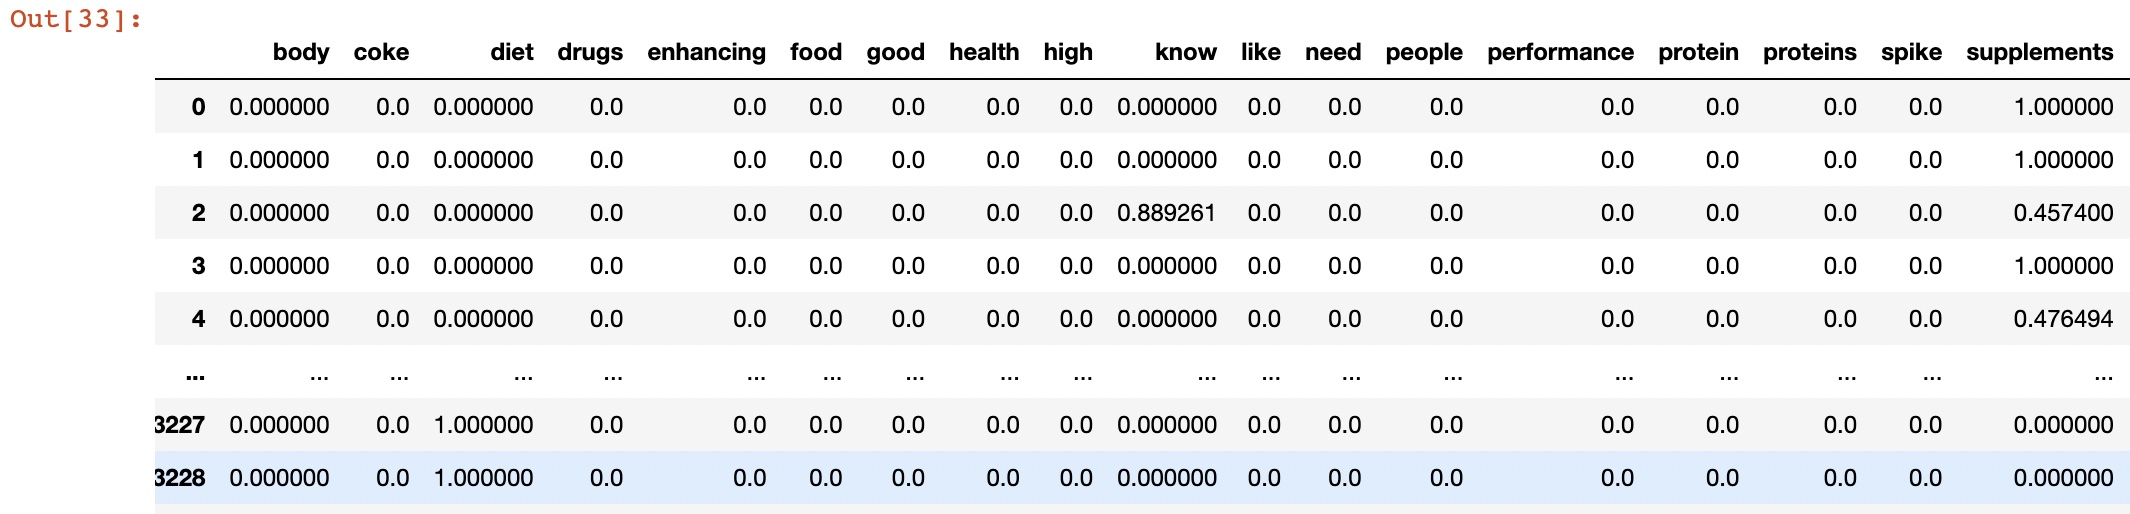 Out[33]:
body coke diet drugs enhancing food good health high know like need people performance protein proteins spike supplements
0 0.000000 0.0 0.000000 0.0 0.0 0.0 0.0 0.0 0.0 0.000000 0.0 0.0 0.0 0.0 0.0 0.0 0.0 1.000000
1 0.000000 0.0 0.000000 0.0 0.0 0.0 0.0 0.0 0.0 0.000000 0.0 0.0 0.0 0.0 0.0 0.0 0.0 1.000000
2 0.000000 0.0 0.000000 0.0 0.0 0.0 0.0 0.0 0.0 0.889261 0.0 0.0 0.0 0.0 0.0 0.0 0.0 0.457400
3 0.000000 0.0 0.000000 0.0 0.0 0.0 0.0 0.0 0.0 0.000000 0.0 0.0 0.0 0.0 0.0 0.0 0.0 1.000000
4 0.000000 0.0 0.000000 0.0 0.0 0.0 0.0 0.0 0.0 0.000000 0.0 0.0 0.0 0.0 0.0 0.0 0.0 0.476494
... ... ... ... ... ... ... ... ... ... ... ... ... ... ... ... ... ... ...
3227 0.000000 0.0 1.000000 0.0 0.0 0.0 0.0 0.0 0.0 0.000000 0.0 0.0 0.0 0.0 0.0 0.0 0.0 0.000000
3228 0.000000 0.0 1.000000 0.0 0.0 0.0 0.0 0.0 0.0 0.000000 0.0 0.0 0.0 0.0 0.0 0.0 0.0 0.000000